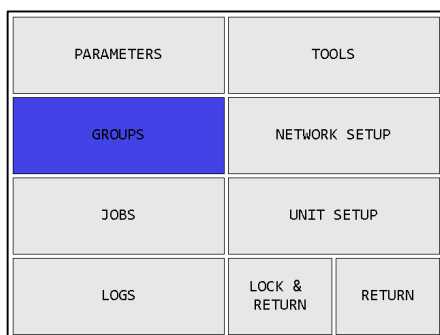 PARAMETERS
TOOLS
GROUPS
NETWORK SETUP
JOBS
UNIT SETUP
LOGS
LOCK &
RETURN
RETURN